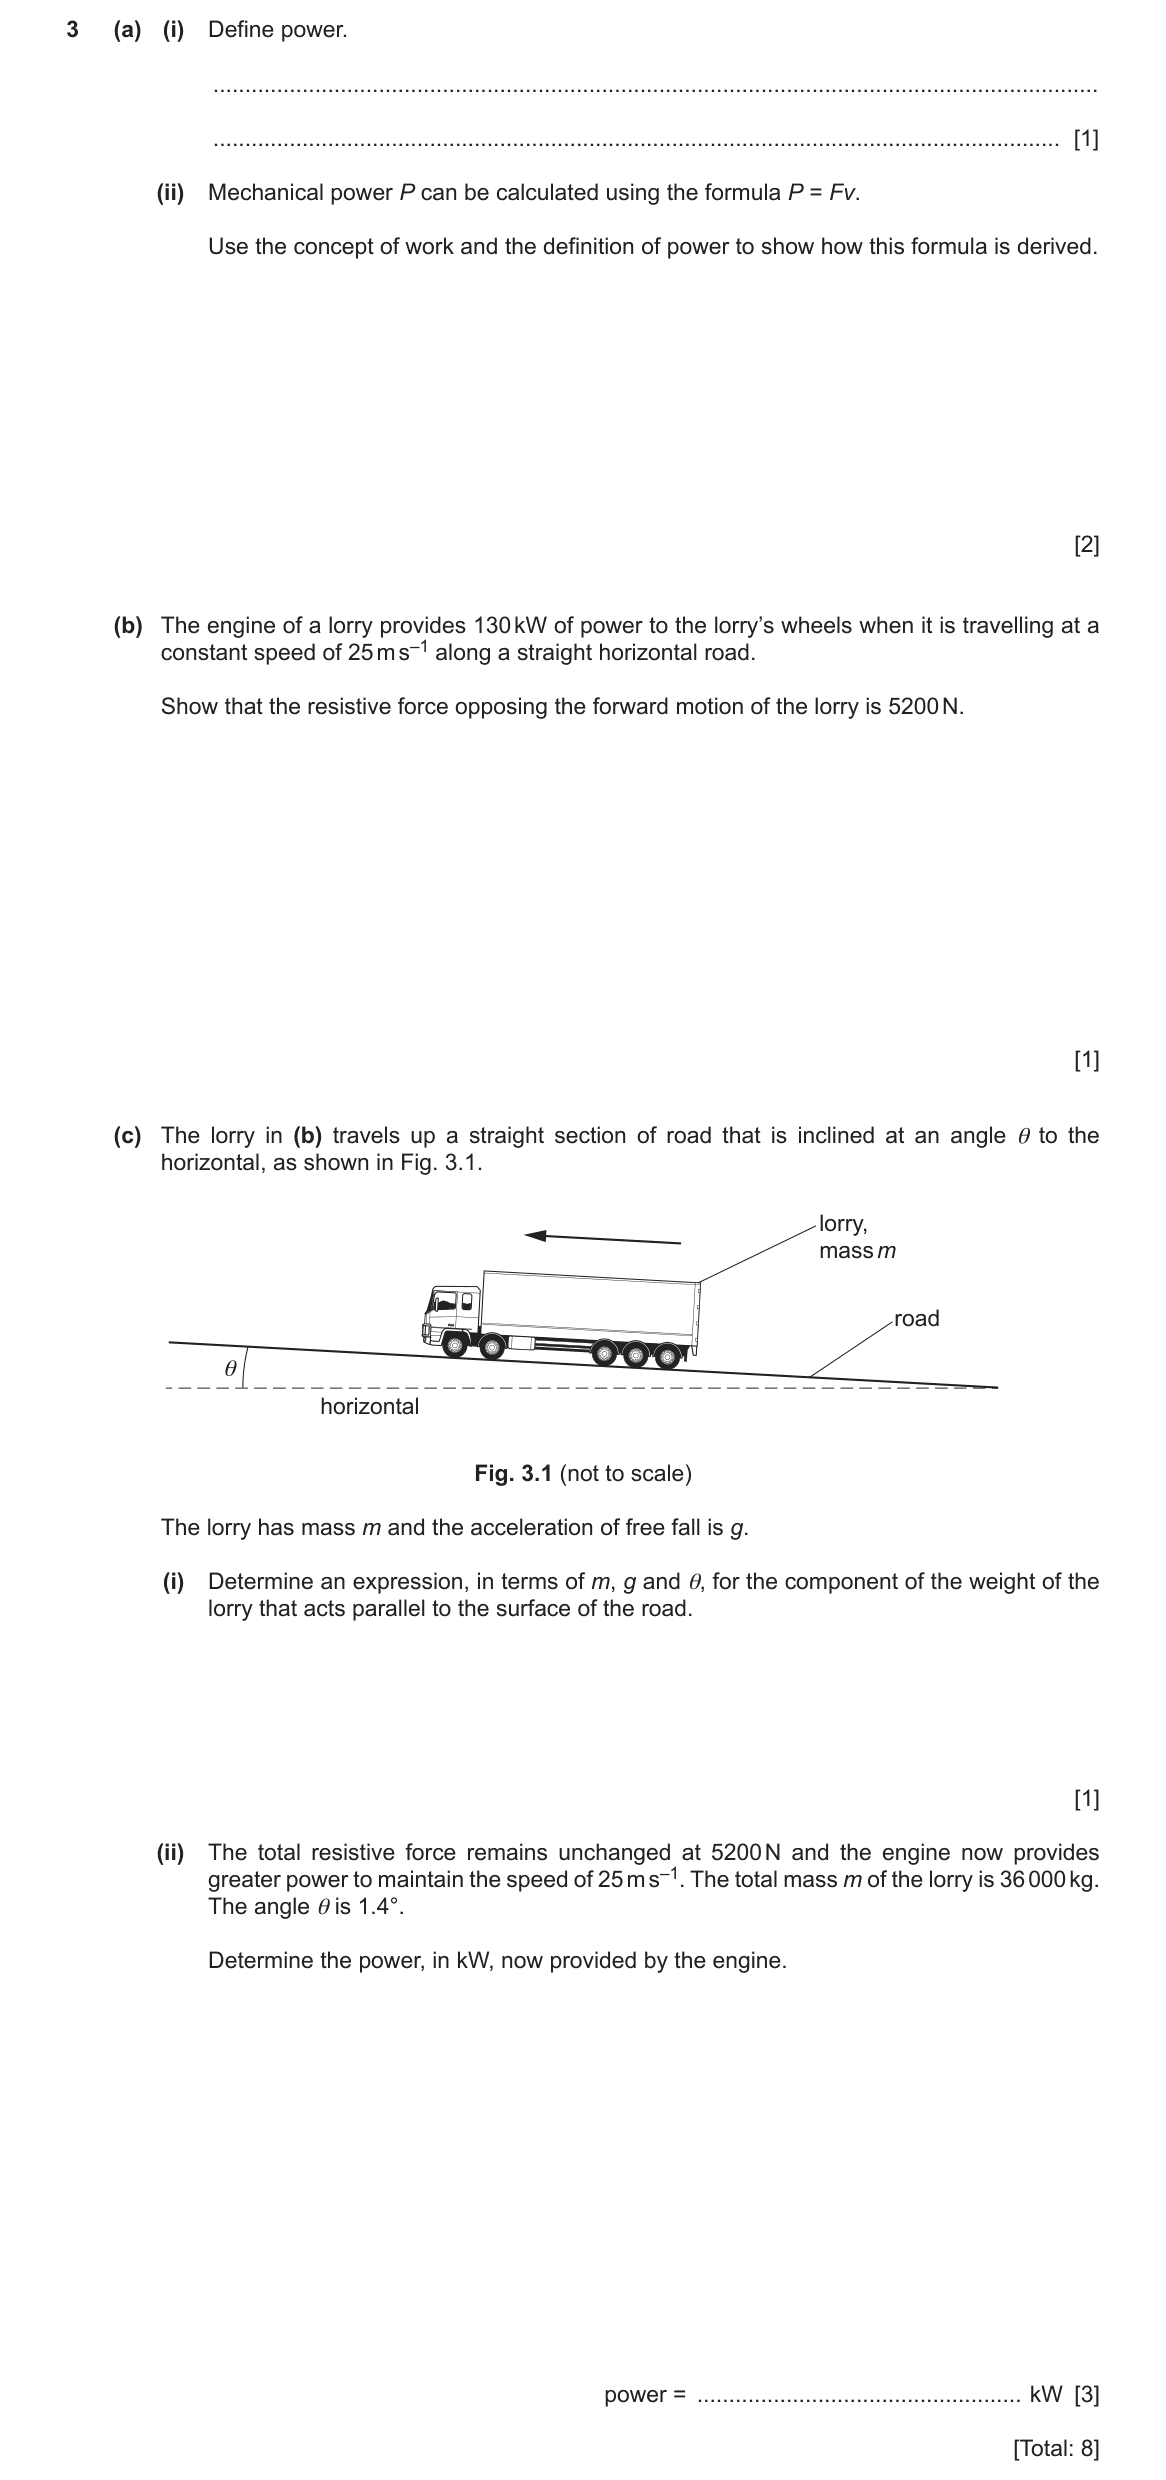 3 (a) (i) Define power.
..........................................................................................................................................
.................................................................................................................................... [1]
(ii) Mechanical power P can be calculated using the formula P = Fv.
Use the concept of work and the definition of power to show how this formula is derived.
[2]
(b) The engine of a lorry provides 130 kW of power to the lorry’s wheels when it is travelling at a
constant speed of 25 m s⁻¹ along a straight horizontal road.
Show that the resistive force opposing the forward motion of the lorry is 5200 N.
[1]
(c) The lorry in (b) travels up a straight section of road that is inclined at an angle θ to the
horizontal, as shown in Fig. 3.1.
lorry,
mass m
road
θ
horizontal
Fig. 3.1 (not to scale)
The lorry has mass m and the acceleration of free fall is g.
(i) Determine an expression, in terms of m, g and θ, for the component of the weight of the
lorry that acts parallel to the surface of the road.
[1]
(ii) The total resistive force remains unchanged at 5200 N and the engine now provides
greater power to maintain the speed of 25 m s⁻¹. The total mass m of the lorry is 36 000 kg.
The angle θ is 1.4°.
Determine the power, in kW, now provided by the engine.
power = ................................................... kW [3]
[Total: 8]